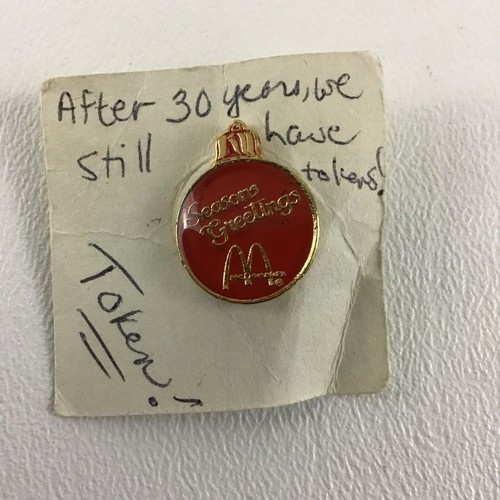 After 30 years, we
still have
tokens!
Seasons
Greetings
McDonald's
Token!